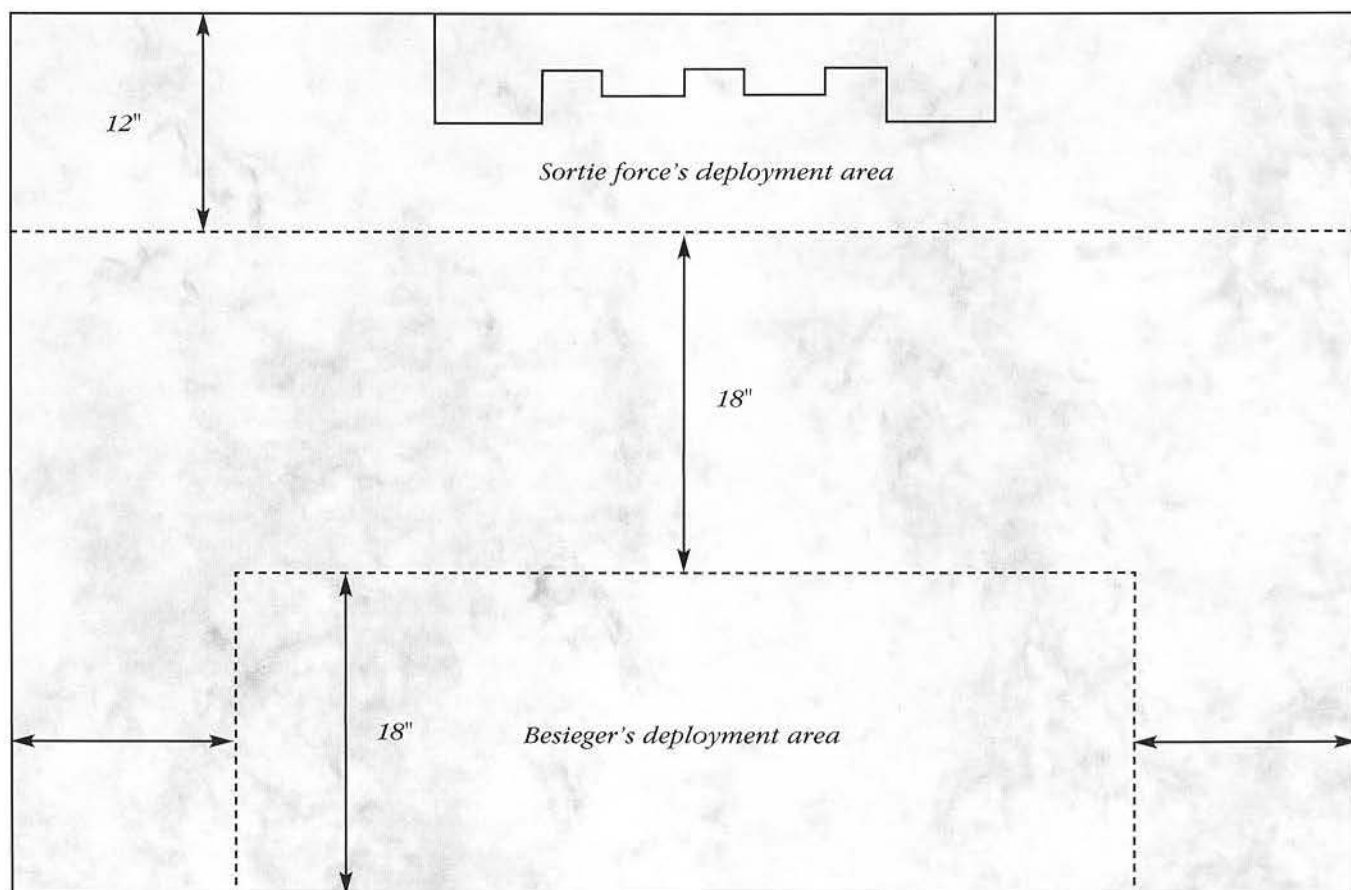 12"
Sortie force's deployment area
18"
18"
Besieger's deployment area